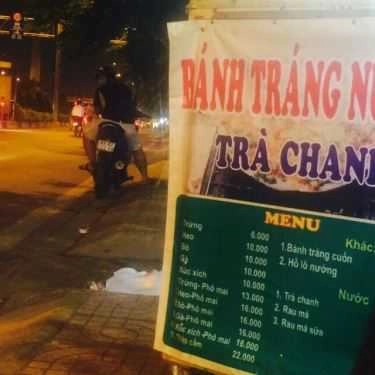 BÁNH TRÁNG
TRÀ CHANH
MENU
Trứng 6.000
Heo 10.000
Bò 10.000
Gà 10.000
Xúc xích 10.000
Trứng- Phô mai 13.000
Heo-Phô mai 16.000
Bò-Phô mai 16.000
Gà-Phô mai 16.000
Xúc xích-Phô mai 16.000
Thập cẩm 22.000
Khác:
1.Bánh tráng cuốn
2. Hồ lô nướng
Nước
1. Trà chanh
2. Rau má
3. Rau má sữa